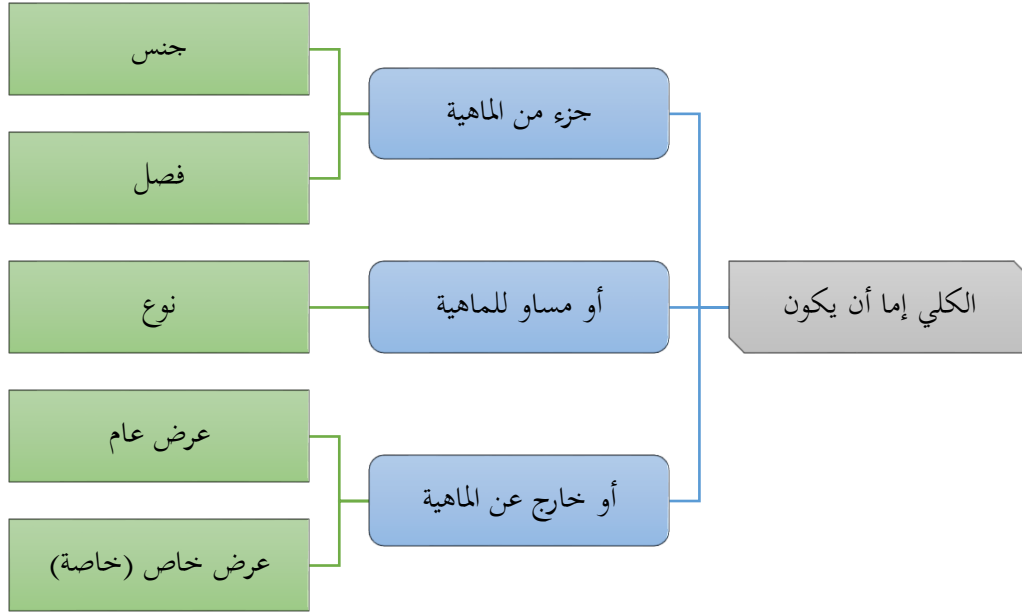 الكلي إما أن يكون
جزء من الماهية
جنس
فصل
أو مساو للماهية
نوع
أو خارج عن الماهية
عرض عام
عرض خاص (خاصة)